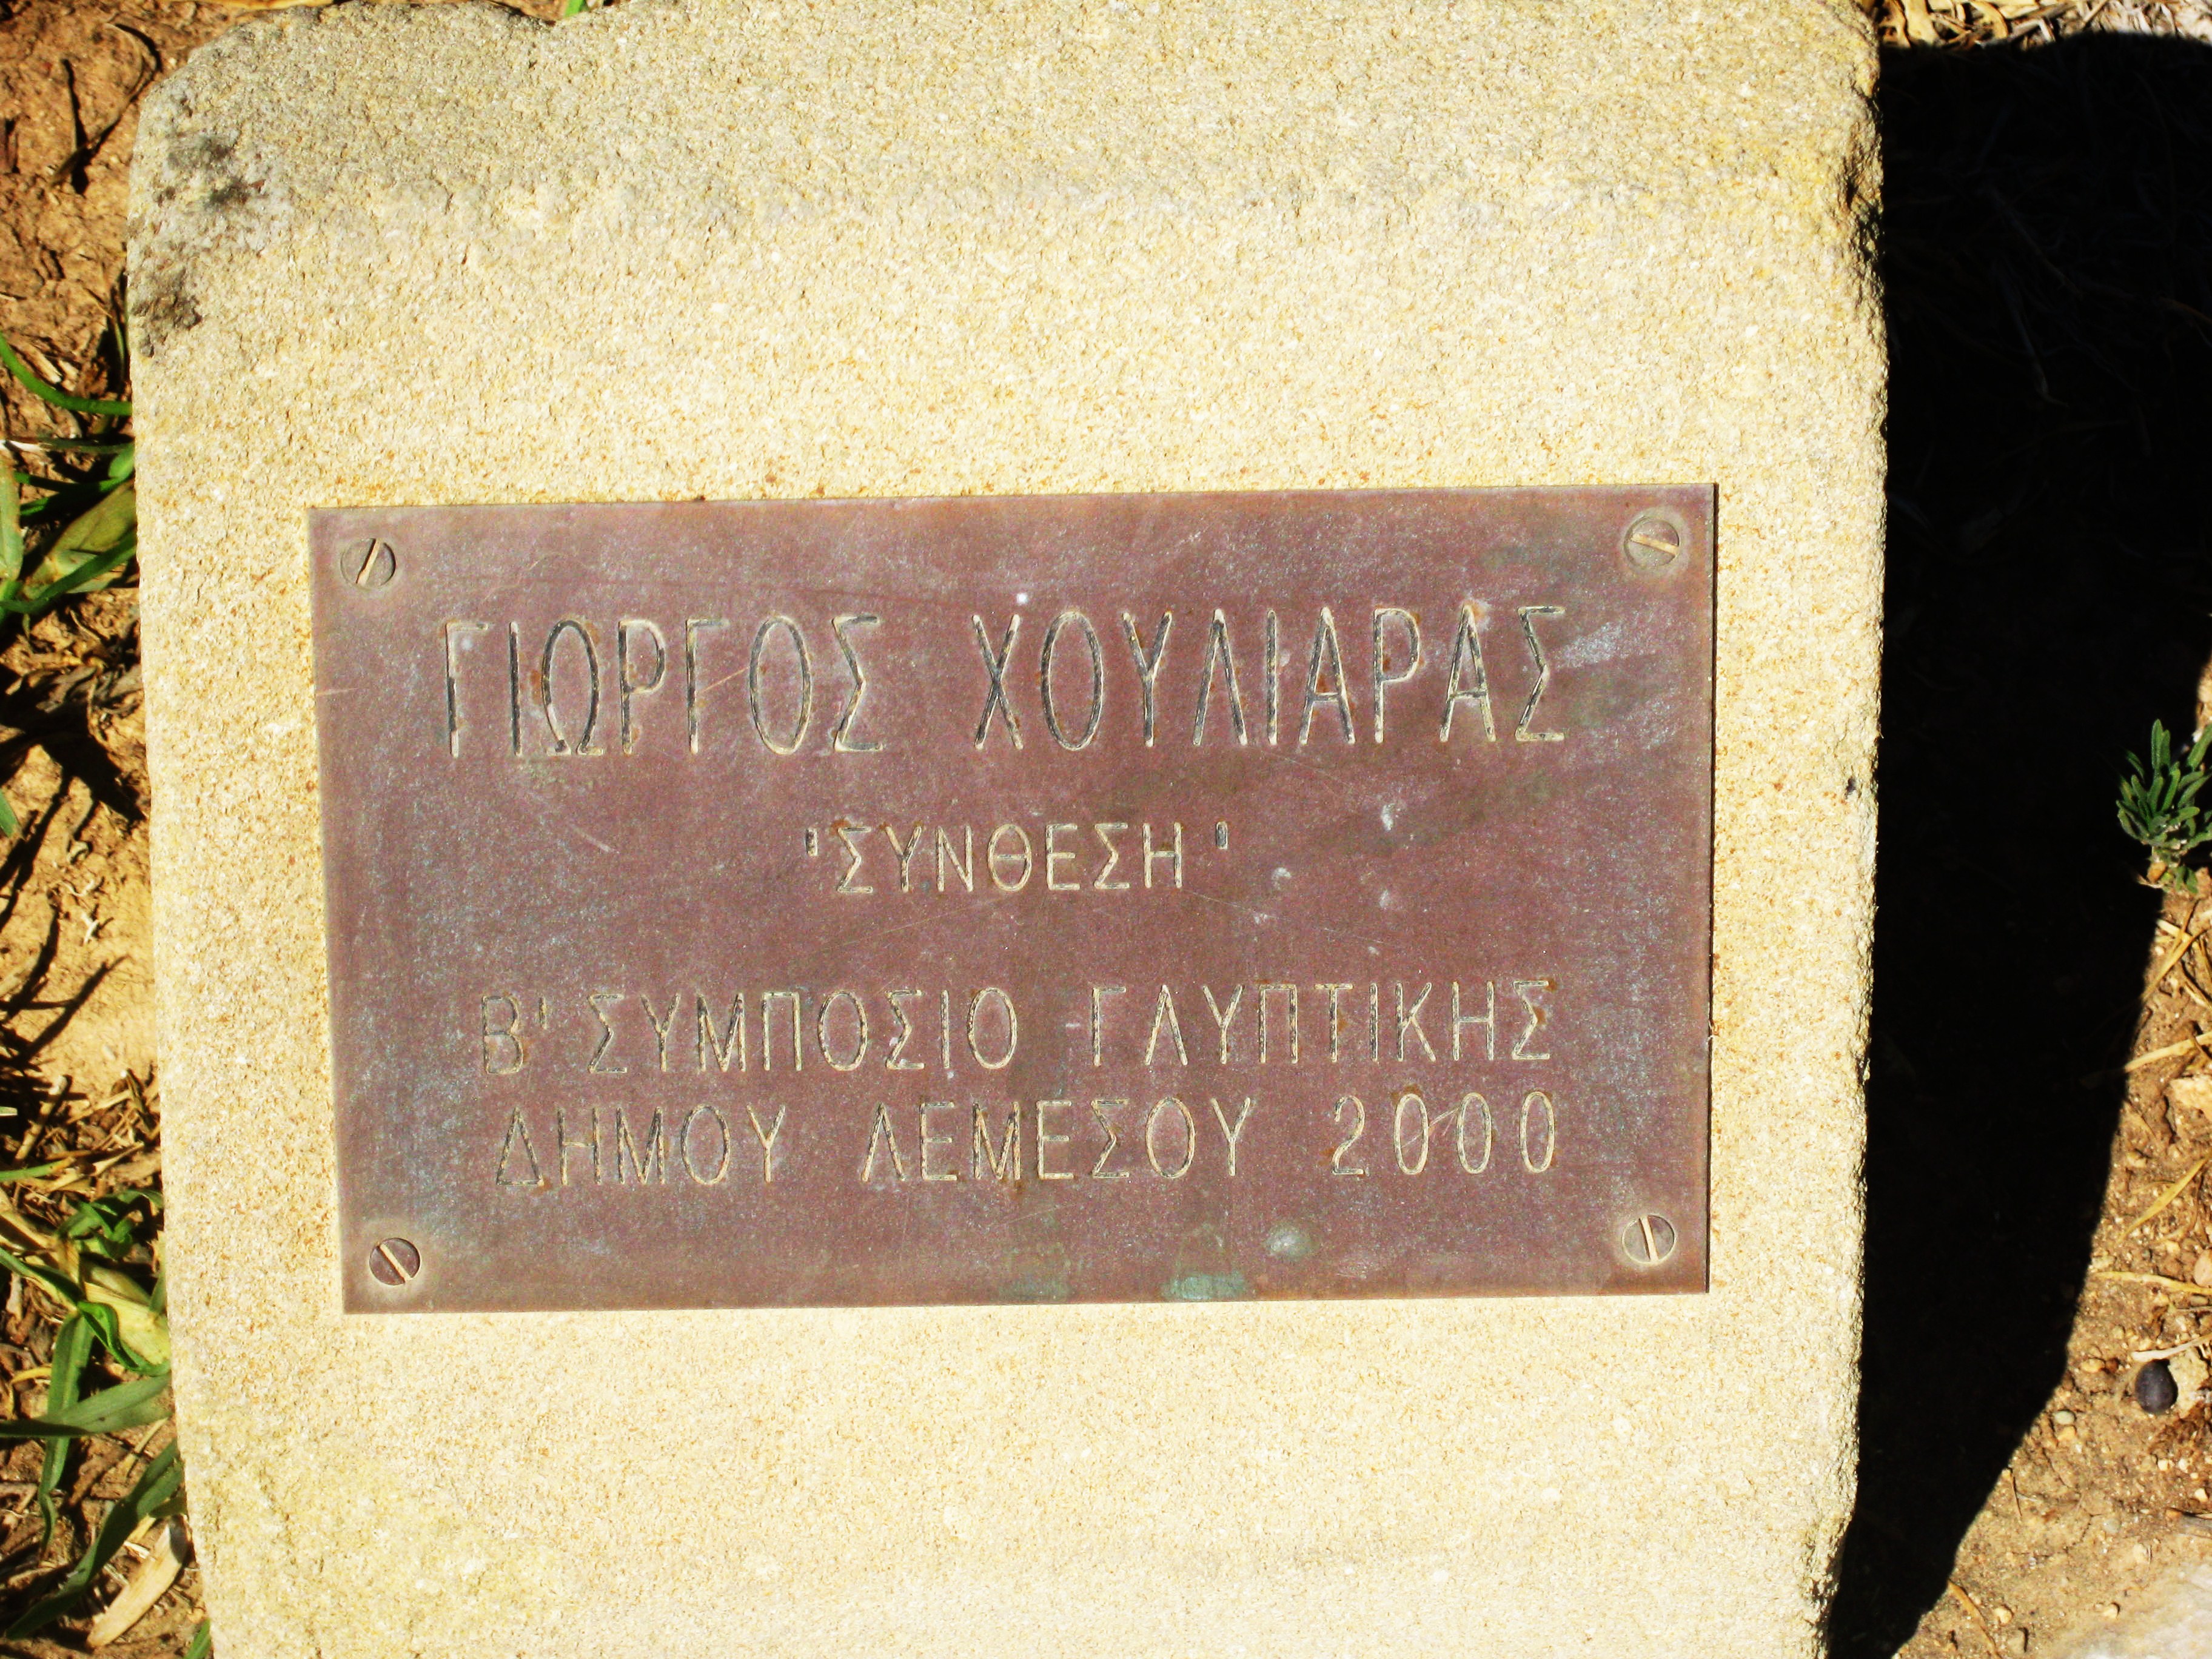 ΓΙΩΡΓΟΣ ΧΟΥΛΙΑΡΑΣ
'ΣΥΝΘΕΣΗ'
Β' ΣΥΜΠΟΣΙΟ ΓΛΥΠΤΙΚΗΣ
ΔΗΜΟΥ ΛΕΜΕΣΟΥ 2000